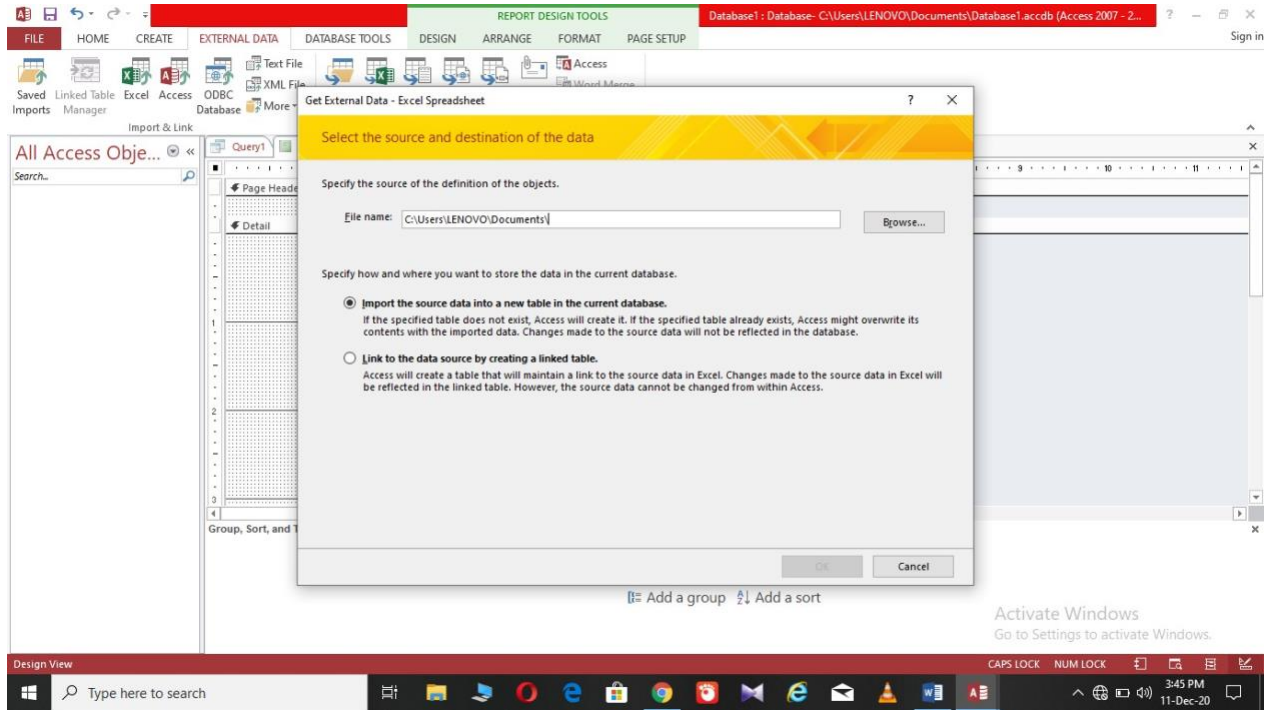 REPORT DESIGN TOOLS
Database1 : Database- C:\Users\LENOVO\Documents\Database1.accdb (Access 2007 - 2...
?
FILE HOME CREATE EXTERNAL DATA DATABASE TOOLS DESIGN ARRANGE FORMAT PAGE SETUP Sign in
Saved Imports
Linked Table Manager
Excel
Access
ODBC Database
Text File
XML File
More
Access
Word Merge
Import & Link
All Access Obje...
Search...
Query1
9 10 11
Page Heade
Detail
1
2
3
Group, Sort, and T
Get External Data - Excel Spreadsheet
?
Select the source and destination of the data
Specify the source of the definition of the objects.
File name: C:\Users\LENOVO\Documents\
Browse...
Specify how and where you want to store the data in the current database.
Import the source data into a new table in the current database.
If the specified table does not exist, Access will create it. If the specified table already exists, Access might overwrite its
contents with the imported data. Changes made to the source data will not be reflected in the database.
Link to the data source by creating a linked table.
Access will create a table that will maintain a link to the source data in Excel. Changes made to the source data in Excel will
be reflected in the linked table. However, the source data cannot be changed from within Access.
OK Cancel
Add a group Add a sort
Activate Windows
Go to Settings to activate Windows.
Design View CAPS LOCK NUM LOCK
Type here to search
3:45 PM
11-Dec-20